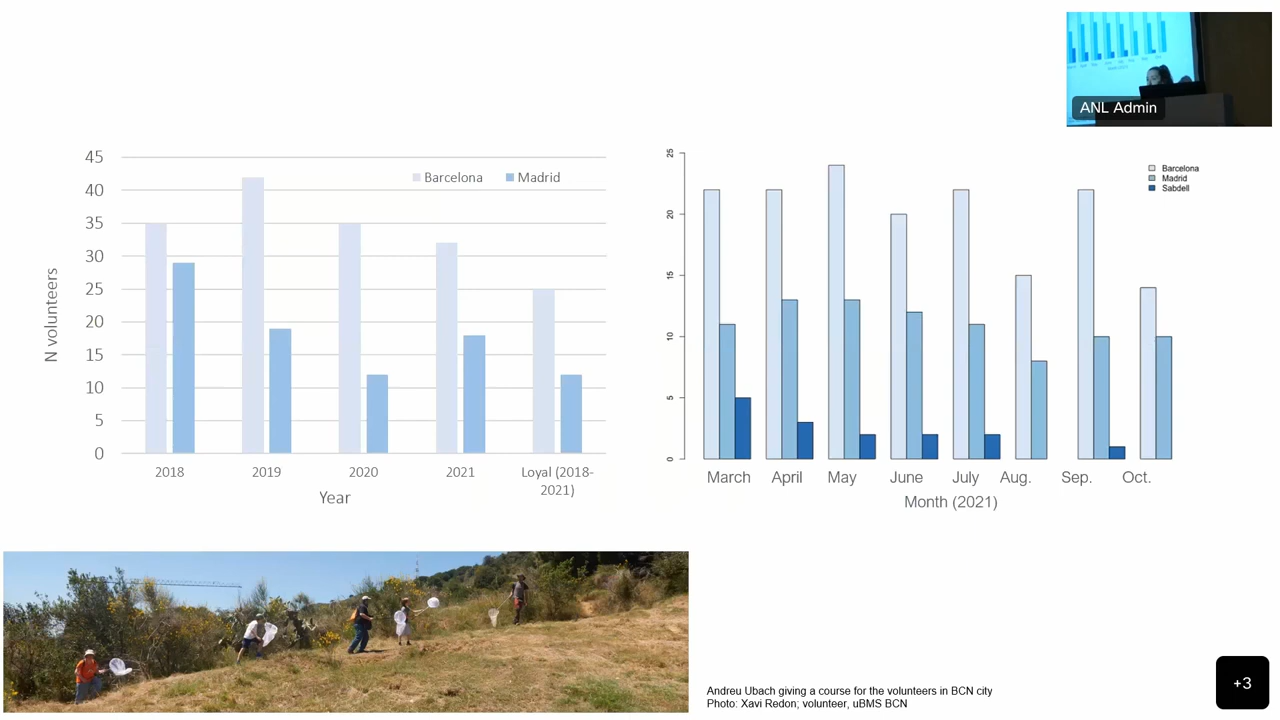 ANL Admin
45
40
35
30
25
20
15
10
5
0
N volunteers
Barcelona
Madrid
2018
2019
2020
2021
Loyal (2018-
2021)
Year
25
20
15
10
5
0
Barcelona
Madrid
Sabdell
March
April
May
June
July
Aug.
Sep.
Oct.
Month (2021)
Andreu Ubach giving a course for the volunteers in BCN city
Photo: Xavi Redon; volunteer, uBMS BCN
+3